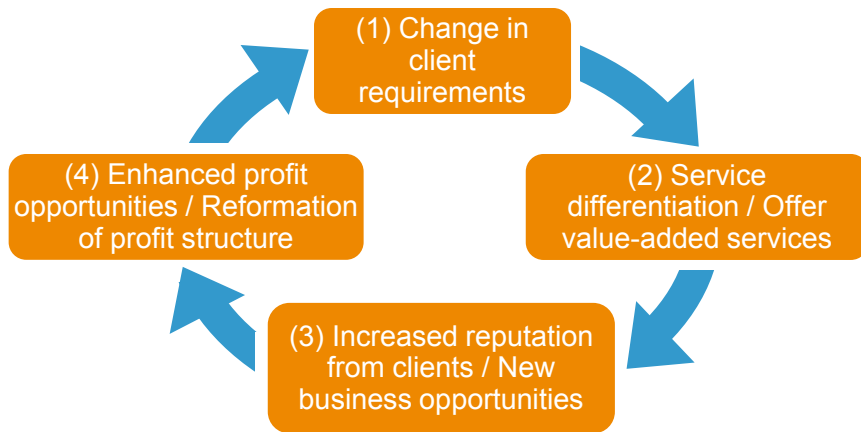 (1) Change in
client
requirements
(2) Service
differentiation / Offer
value-added services
(3) Increased reputation
from clients / New
business opportunities
(4) Enhanced profit
opportunities / Reformation
of profit structure